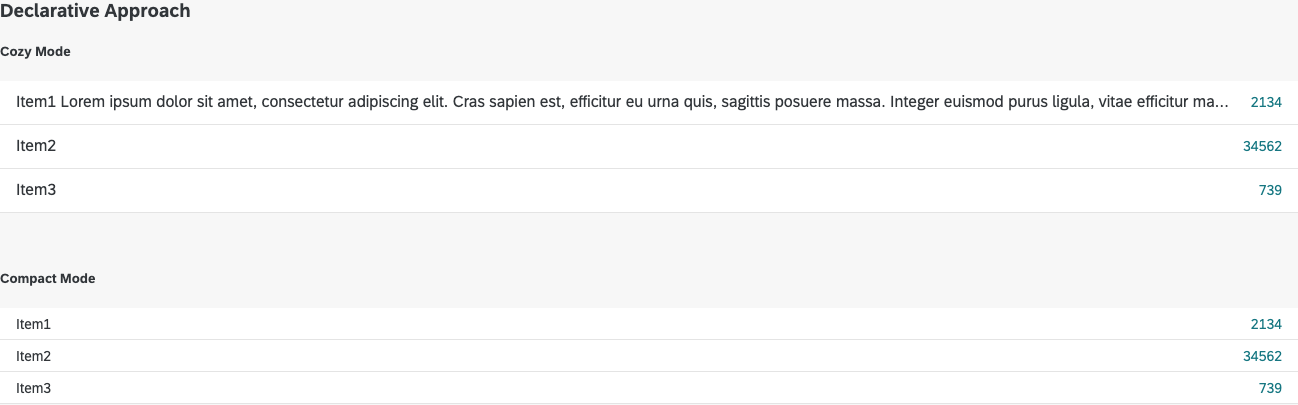 Declarative Approach
Cozy Mode
Item1 Lorem ipsum dolor sit amet, consectetur adipiscing elit. Cras sapien est, efficitur eu urna quis, sagittis posuere massa. Integer euismod purus ligula, vitae efficitur ma... 2134
Item2 34562
Item3 739
Compact Mode
Item1 2134
Item2 34562
Item3 739